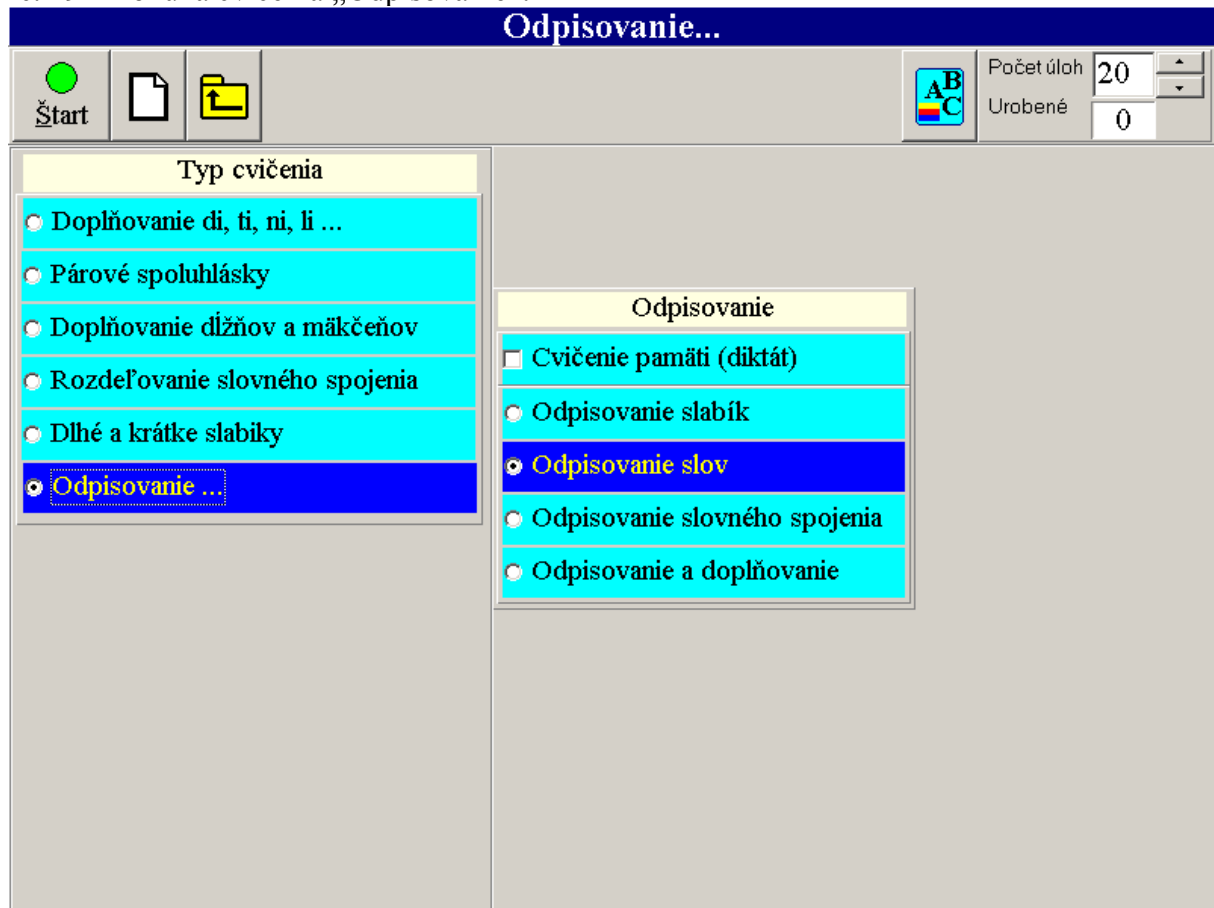 Odpisovanie...
Štart
A B C
Počet úloh 20
Urobené 0
Typ cvičenia
Doplňovanie di, ti, ni, li ...
Párové spoluhlásky
Doplňovanie dĺžňov a mäkčeňov
Rozdeľovanie slovného spojenia
Dlhé a krátke slabiky
Odpisovanie ...
Odpisovanie
Cvičenie pamäti (diktát)
Odpisovanie slabík
Odpisovanie slov
Odpisovanie slovného spojenia
Odpisovanie a doplňovanie